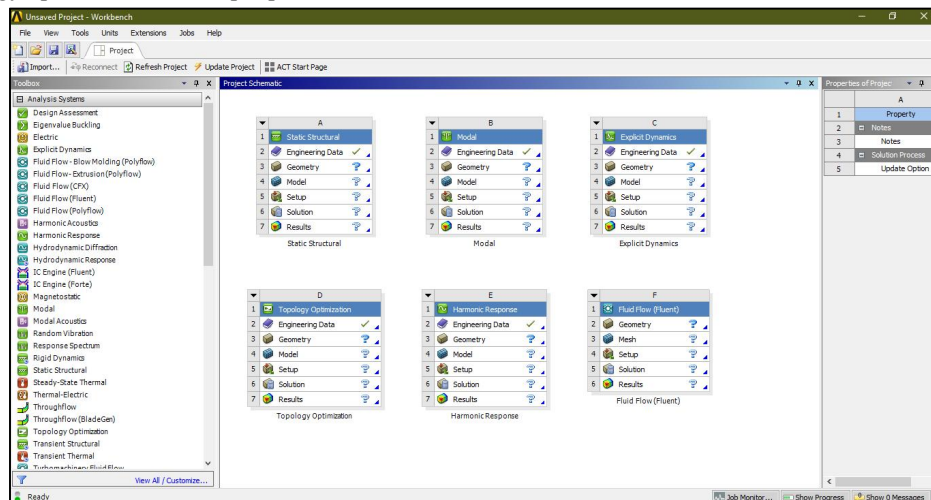 Unsaved Project - Workbench
File View Tools Units Extensions Jobs Help
Project
Import... Reconnect Refresh Project Update Project ACT Start Page
Toolbox
Analysis Systems
Design Assessment
Eigenvalue Buckling
Electric
Explicit Dynamics
Fluid Flow - Blow Molding (Polyflow)
Fluid Flow - Extrusion (Polyflow)
Fluid Flow (CFX)
Fluid Flow (Fluent)
Fluid Flow (Polyflow)
Harmonic Acoustics
Harmonic Response
Hydrodynamic Diffraction
Hydrodynamic Response
IC Engine (Fluent)
IC Engine (Forte)
Magnetostatic
Modal
Modal Acoustics
Random Vibration
Response Spectrum
Rigid Dynamics
Static Structural
Steady-State Thermal
Thermal-Electric
Throughflow
Throughflow (BladeGen)
Topology Optimization
Transient Structural
Transient Thermal
Turbomachinery Fluid Flow
View All / Customize...
Project Schematic
A
1 Static Structural
2 Engineering Data
3 Geometry
4 Model
5 Setup
6 Solution
7 Results
Static Structural
B
1 Modal
2 Engineering Data
3 Geometry
4 Model
5 Setup
6 Solution
7 Results
Modal
C
1 Explicit Dynamics
2 Engineering Data
3 Geometry
4 Model
5 Setup
6 Solution
7 Results
Explicit Dynamics
D
1 Topology Optimization
2 Engineering Data
3 Geometry
4 Model
5 Setup
6 Solution
7 Results
Topology Optimization
E
1 Harmonic Response
2 Engineering Data
3 Geometry
4 Model
5 Setup
6 Solution
7 Results
Harmonic Response
F
1 Fluid Flow (Fluent)
2 Geometry
3 Mesh
4 Setup
5 Solution
6 Results
Fluid Flow (Fluent)
Properties of Projec
A
1 Property
2 Notes
3 Notes
4 Solution Process
5 Update Option
Ready
Job Monitor... Show Progress Show 0 Messages